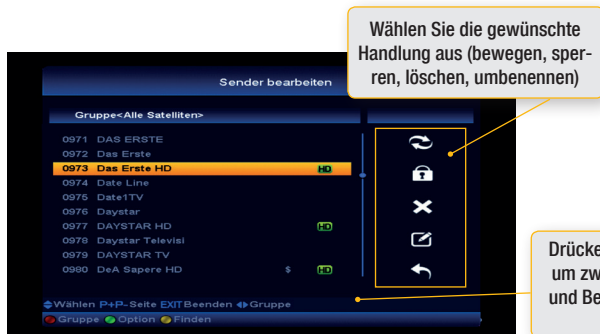 Wählen Sie die gewünschte
Handlung aus (bewegen, sper-
ren, löschen, umbenennen)
Sender bearbeiten
Gruppe<Alle Satelliten>
0971 DAS ERSTE
0972 Das Erste
0973 Das Erste HD HD
0974 Date Line
0975 Date1TV
0976 Daystar
0977 DAYSTAR HD HD
0978 Daystar Televisi
0979 DAYSTAR TV
0980 DeA Sapere HD $ HD
Drücke
um zw
und Be
Wählen P+P-Seite EXIT Beenden Gruppe
Gruppe Option Finden